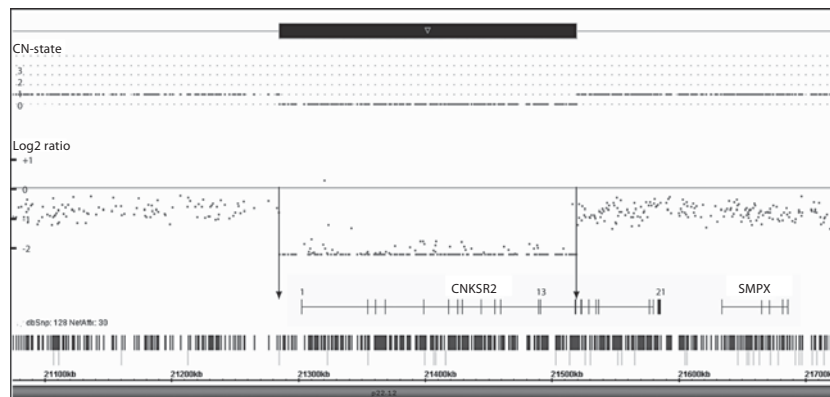 CN-state
3
2
1
0
Log2 ratio
+1
0
-1
-2
1 CNKSR2 13 21 SMPX
dbSnp: 128 NetAffx: 30
21100kb 21200kb 21300kb 21400kb 21500kb 21600kb 21700
p22.12